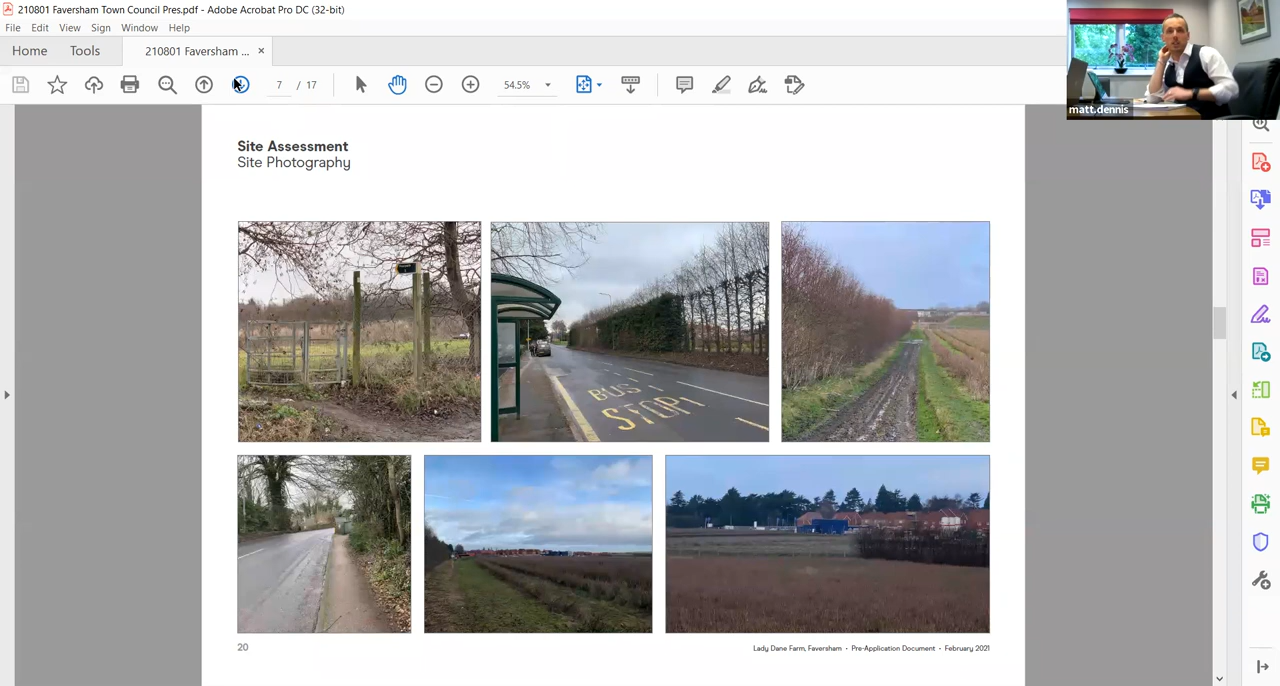 210801 Faversham Town Council Pres.pdf - Adobe Acrobat Pro DC (32-bit)
File Edit View Sign Window Help
Home Tools 210801 Faversham ... ×
7 / 17 54.5%
matt.dennis
Site Assessment
Site Photography
BUS
STOP
20 Lady Dane Farm, Faversham • Pre-Application Document • February 2021